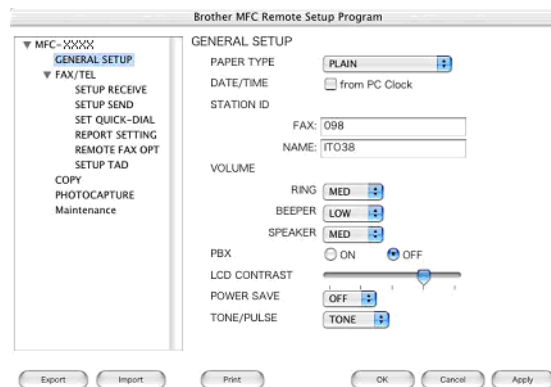 Brother MFC Remote Setup Program
MFC-XXXX
GENERAL SETUP
FAX/TEL
SETUP RECEIVE
SETUP SEND
SET QUICK-DIAL
REPORT SETTING
REMOTE FAX OPT
SETUP TAD
COPY
PHOTOCAPTURE
Maintenance
GENERAL SETUP
PAPER TYPE PLAIN
DATE/TIME from PC Clock
STATION ID
FAX: 098
NAME: ITO38
VOLUME
RING MED
BEEPER LOW
SPEAKER MED
PBX ON OFF
LCD CONTRAST
POWER SAVE OFF
TONE/PULSE TONE
Export Import Print OK Cancel Apply